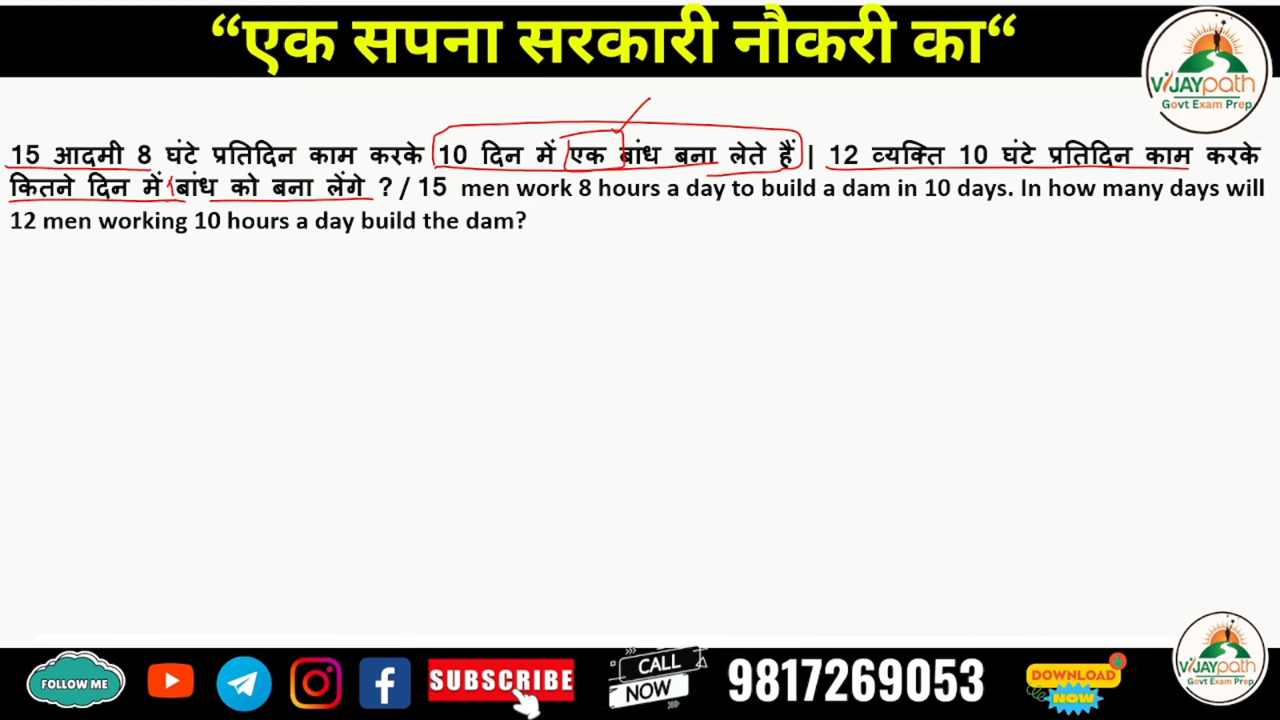 “एक सपना सरकारी नौकरी का“
VIJAYpath
Govt Exam Prep
15 आदमी 8 घंटे प्रतिदिन काम करके 10 दिन में एक बांध बना लेते हैं | 12 व्यक्ति 10 घंटे प्रतिदिन काम करके
कितने दिन में 1 बांध को बना लेंगे ? / 15 men work 8 hours a day to build a dam in 10 days. In how many days will
12 men working 10 hours a day build the dam?
VIJAYpath
Govt Exam Prep
FOLLOW ME
SUBSCRIBE
CALL
NOW
9817269053
DOWNLOAD
NOW